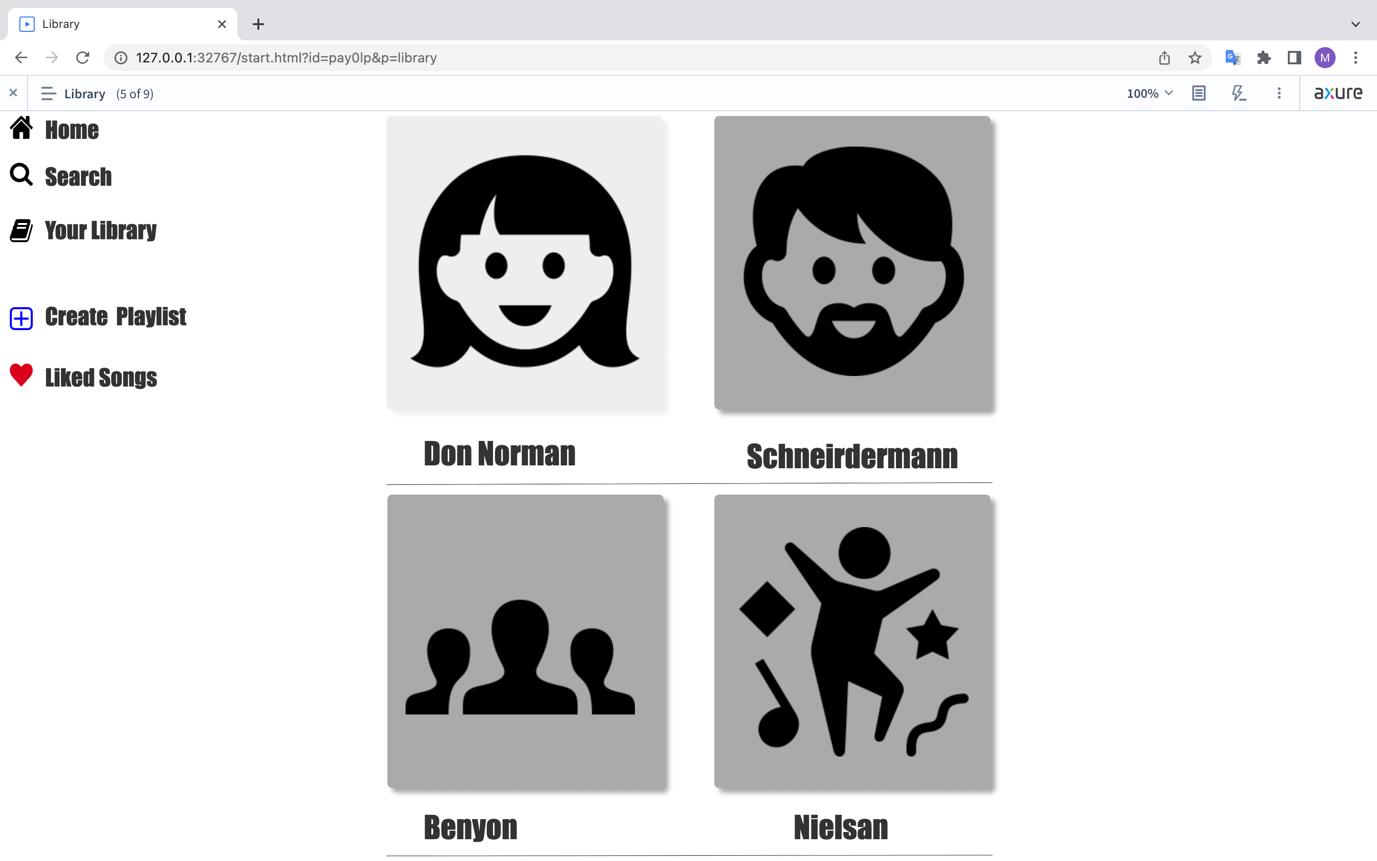 Library
127.0.0.1:32767/start.html?id=pay0lp&p=library
M
Library (5 of 9)
100%
axure
Home
Search
Your Library
Create Playlist
Liked Songs
Don Norman
Schneirdermann
Benyon
Nielsan